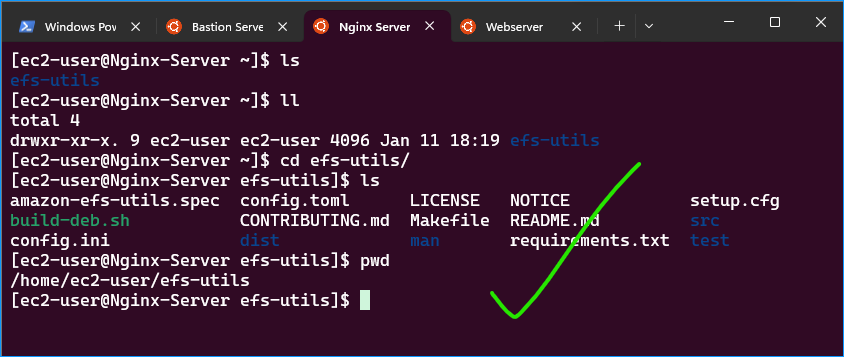 Windows Pow
Bastion Serve
Nginx Server
Webserver
[ec2-user@Nginx-Server ~]$ ls
efs-utils
[ec2-user@Nginx-Server ~]$ ll
total 4
drwxr-xr-x. 9 ec2-user ec2-user 4096 Jan 11 18:19 efs-utils
[ec2-user@Nginx-Server ~]$ cd efs-utils/
[ec2-user@Nginx-Server efs-utils]$ ls
amazon-efs-utils.spec  config.toml      LICENSE   NOTICE            setup.cfg
build-deb.sh           CONTRIBUTING.md  Makefile  README.md         src
config.ini             dist             man       requirements.txt  test
[ec2-user@Nginx-Server efs-utils]$ pwd
/home/ec2-user/efs-utils
[ec2-user@Nginx-Server efs-utils]$